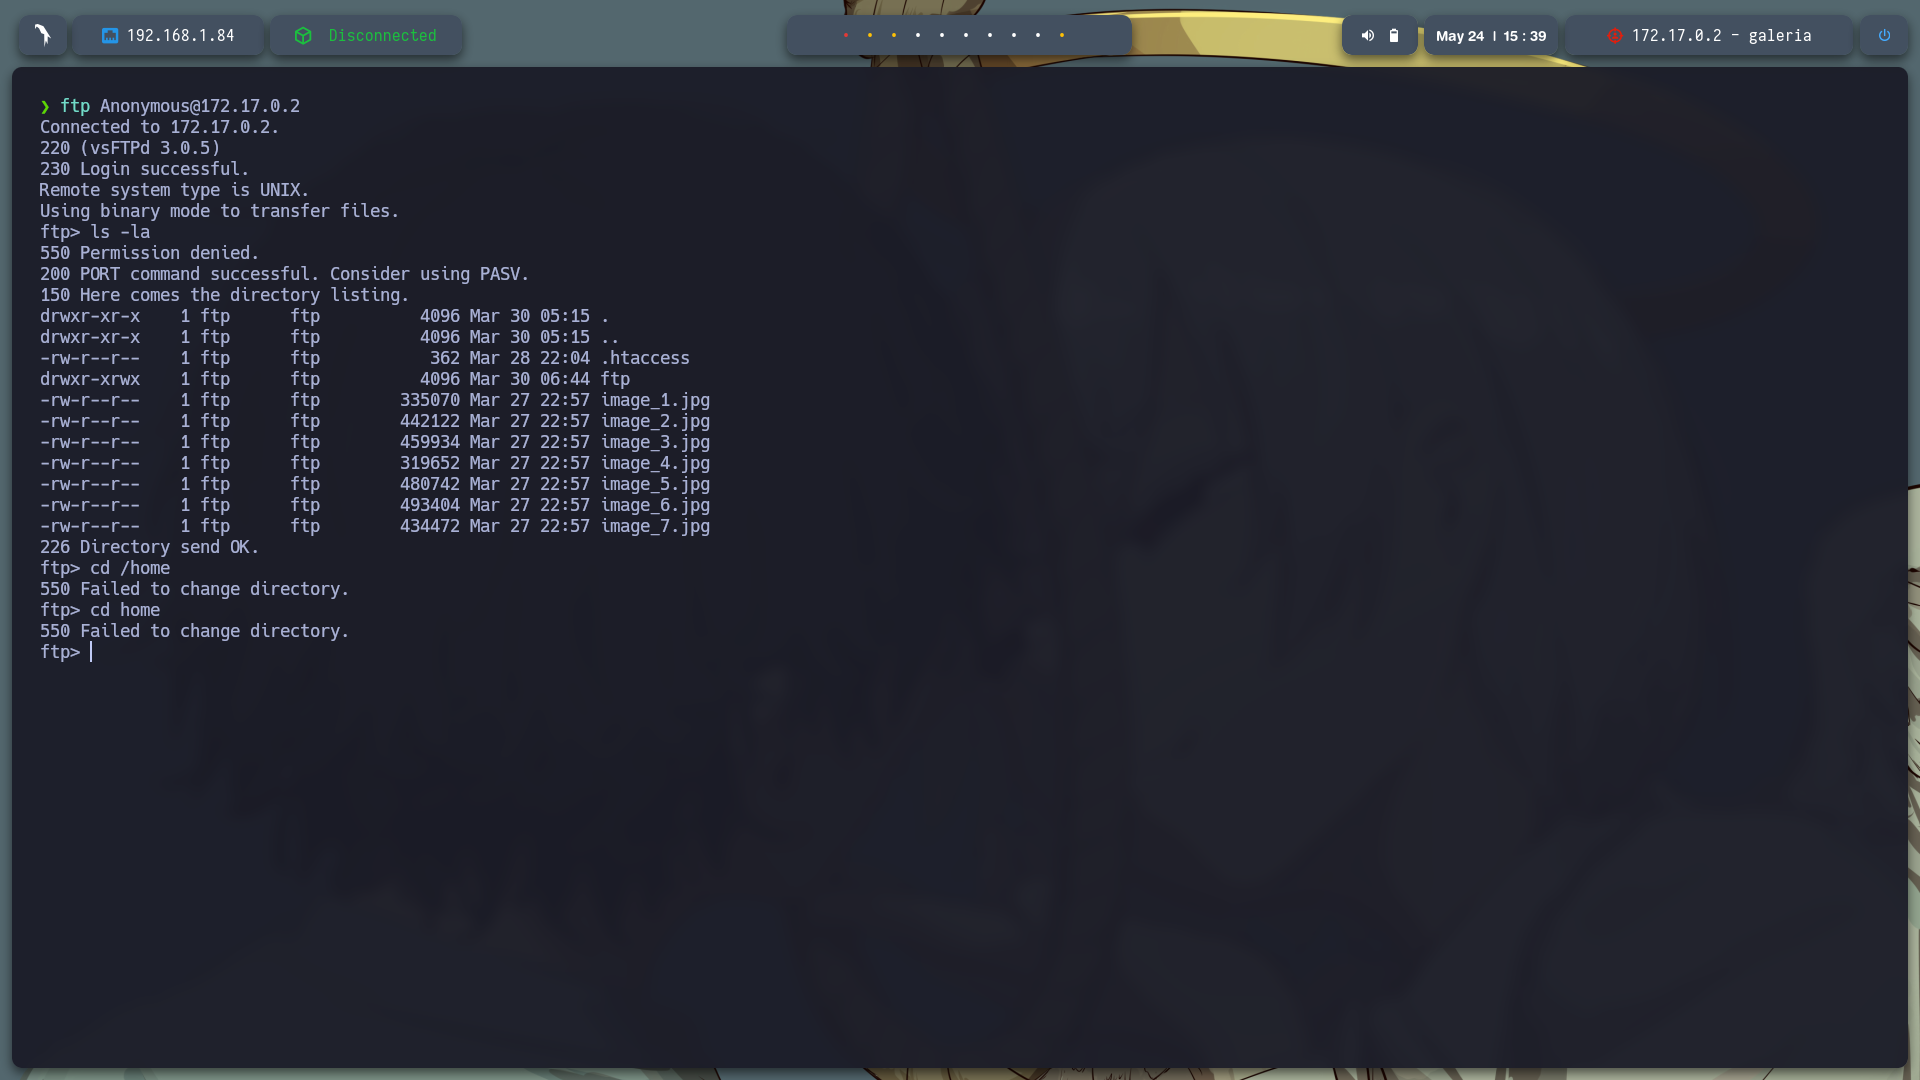 192.168.1.84 Disconnected May 24 | 15 : 39 172.17.0.2 - galeria
❯ ftp Anonymous@172.17.0.2
Connected to 172.17.0.2.
220 (vsFTPd 3.0.5)
230 Login successful.
Remote system type is UNIX.
Using binary mode to transfer files.
ftp> ls -la
550 Permission denied.
200 PORT command successful. Consider using PASV.
150 Here comes the directory listing.
drwxr-xr-x    1 ftp      ftp          4096 Mar 30 05:15 .
drwxr-xr-x    1 ftp      ftp          4096 Mar 30 05:15 ..
-rw-r--r--    1 ftp      ftp           362 Mar 28 22:04 .htaccess
drwxr-xrwx    1 ftp      ftp          4096 Mar 30 06:44 ftp
-rw-r--r--    1 ftp      ftp        335070 Mar 27 22:57 image_1.jpg
-rw-r--r--    1 ftp      ftp        442122 Mar 27 22:57 image_2.jpg
-rw-r--r--    1 ftp      ftp        459934 Mar 27 22:57 image_3.jpg
-rw-r--r--    1 ftp      ftp        319652 Mar 27 22:57 image_4.jpg
-rw-r--r--    1 ftp      ftp        480742 Mar 27 22:57 image_5.jpg
-rw-r--r--    1 ftp      ftp        493404 Mar 27 22:57 image_6.jpg
-rw-r--r--    1 ftp      ftp        434472 Mar 27 22:57 image_7.jpg
226 Directory send OK.
ftp> cd /home
550 Failed to change directory.
ftp> cd home
550 Failed to change directory.
ftp>